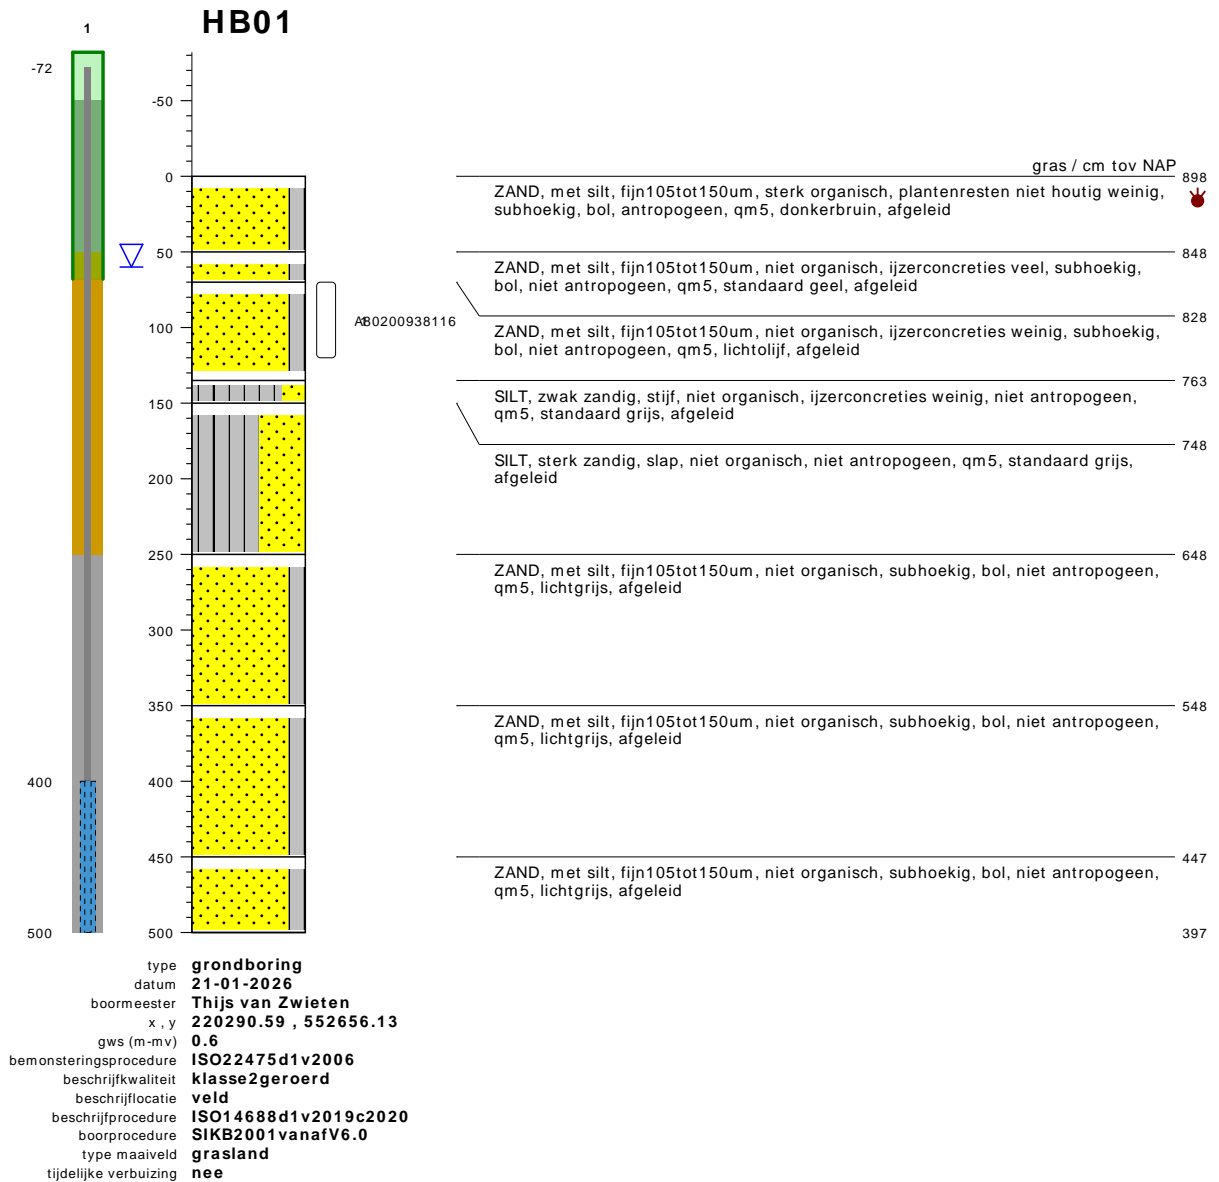 HB01
1
-72
-50
gras / cm tov NAP
0
898
ZAND, met silt, fijn105tot150um, sterk organisch, plantenresten niet houtig weinig,
subhoekig, bol, antropogeen, qm5, donkerbruin, afgeleid
50
848
ZAND, met silt, fijn105tot150um, niet organisch, ijzerconcreties veel, subhoekig,
bol, niet antropogeen, qm5, standaard geel, afgeleid
828
100
ZAND, met silt, fijn105tot150um, niet organisch, ijzerconcreties weinig, subhoekig,
bol, niet antropogeen, qm5, lichtolijf, afgeleid
763
SILT, zwak zandig, stijf, niet organisch, ijzerconcreties weinig, niet antropogeen,
qm5, standaard grijs, afgeleid
150
748
SILT, sterk zandig, slap, niet organisch, niet antropogeen, qm5, standaard grijs,
afgeleid
200
250
648
ZAND, met silt, fijn105tot150um, niet organisch, subhoekig, bol, niet antropogeen,
qm5, lichtgrijs, afgeleid
300
350
548
ZAND, met silt, fijn105tot150um, niet organisch, subhoekig, bol, niet antropogeen,
qm5, lichtgrijs, afgeleid
400
400
450
447
ZAND, met silt, fijn105tot150um, niet organisch, subhoekig, bol, niet antropogeen,
qm5, lichtgrijs, afgeleid
500
500
397
type grondboring
datum 21-01-2026
boormeester Thijs van Zwieten
x , y 220290.59 , 552656.13
gws (m-mv) 0.6
bemonsteringsprocedure ISO22475d1v2006
beschrijfkwaliteit klasse2geroerd
beschrijflocatie veld
beschrijfprocedure ISO14688d1v2019c2020
boorprocedure SIKB2001vanafV6.0
type maaiveld grasland
tijdelijke verbuizing nee